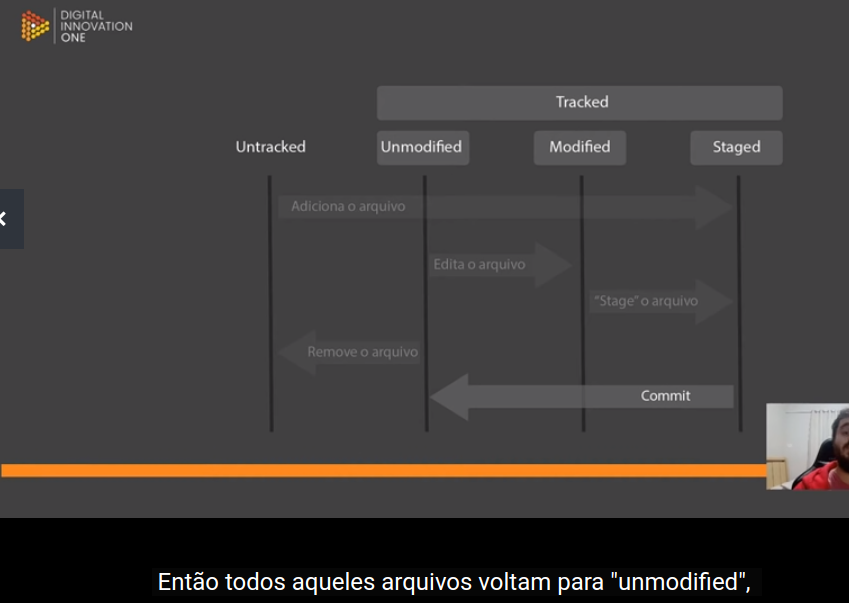 DIGITAL
INNOVATION
ONE
Tracked
Untracked
Unmodified
Modified
Staged
Adiciona o arquivo
Edita o arquivo
“Stage” o arquivo
Remove o arquivo
Commit
Então todos aqueles arquivos voltam para "unmodified",